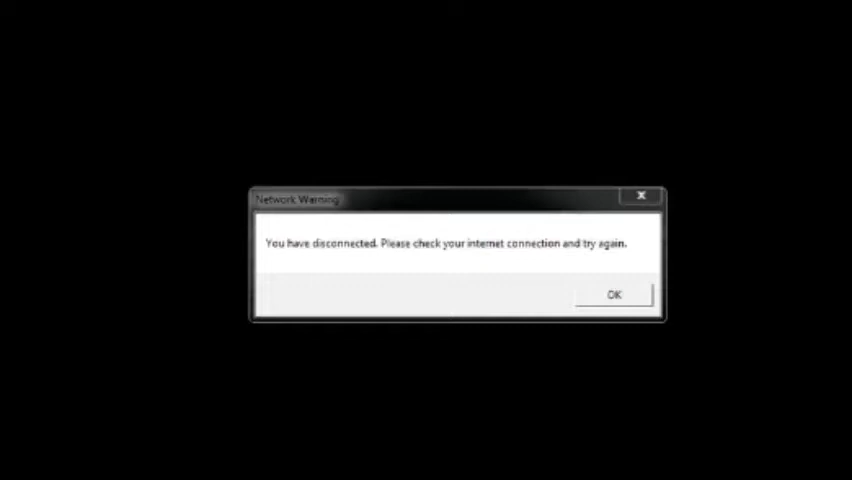 Network Warning
You have disconnected. Please check your internet connection and try again.
OK